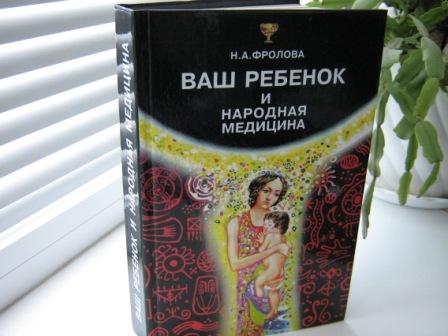 Н.А.ФРОЛОВА
ВАШ РЕБЕНОК
И
НАРОДНАЯ
МЕДИЦИНА
ВАШ РЕБЕНОК И НАРОДНАЯ МЕДИЦИНА